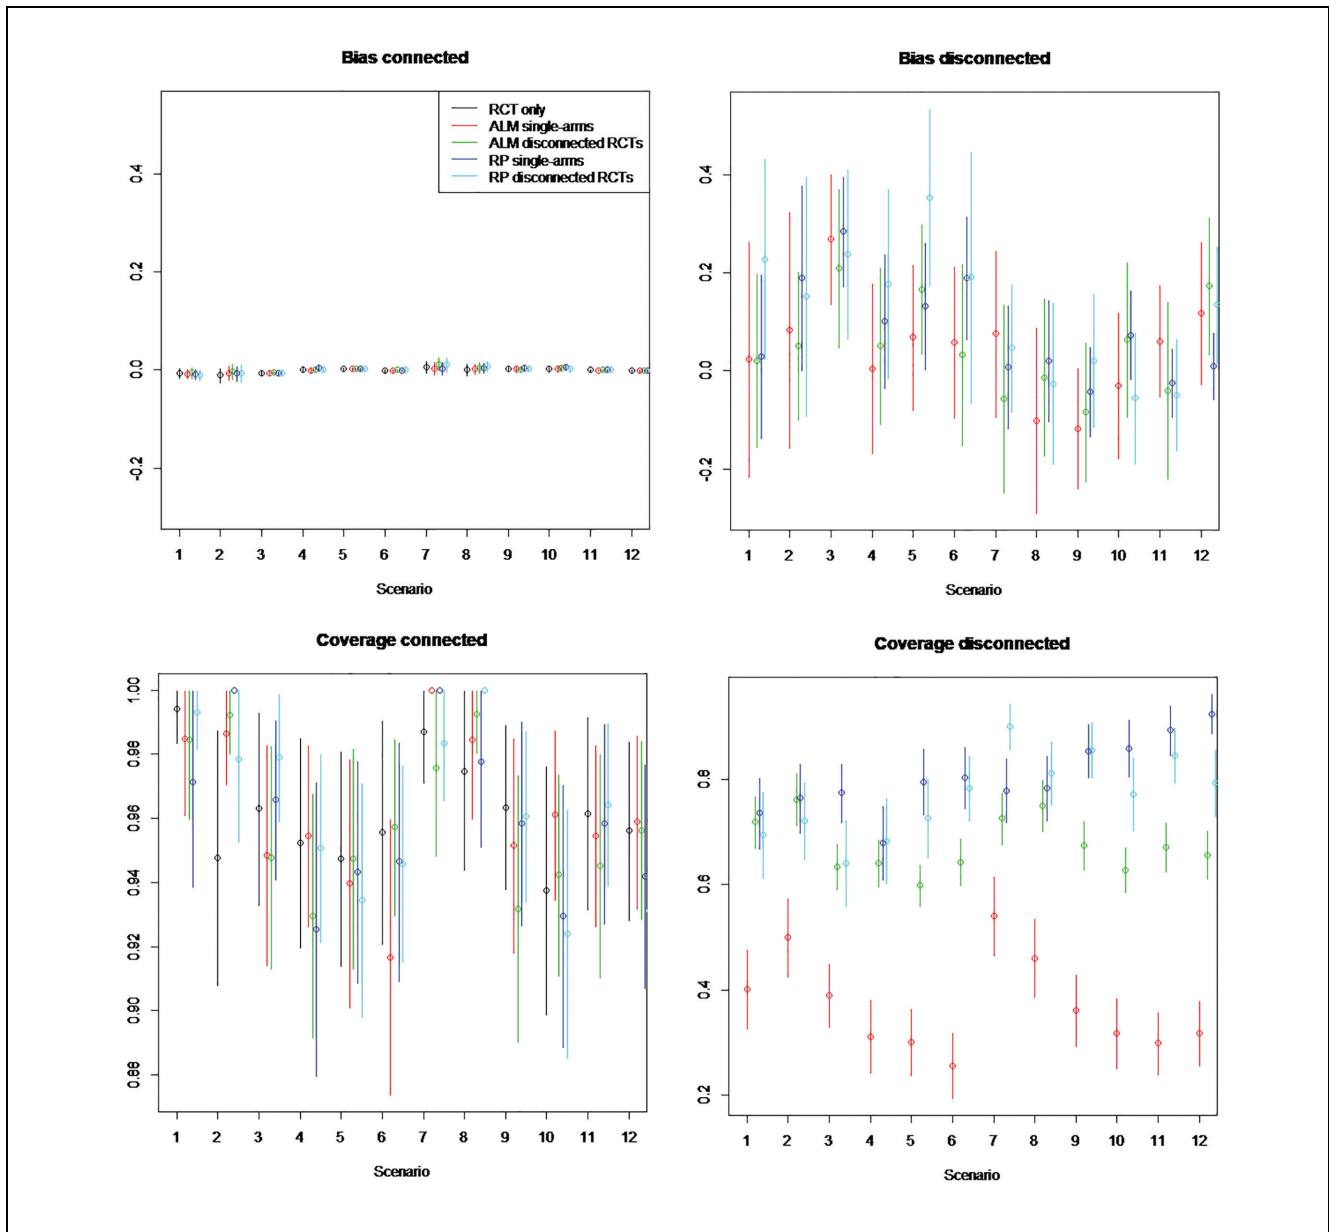 Bias connected
RCT only
ALM single-arms
ALM disconnected RCTs
RP single-arms
RP disconnected RCTs
0.4
0.2
0.0
-0.2
1 2 3 4 5 6 7 8 9 10 11 12
Scenario
Bias disconnected
0.4
0.2
0.0
-0.2
1 2 3 4 5 6 7 8 9 10 11 12
Scenario
Coverage connected
1.00
0.98
0.96
0.94
0.92
0.90
0.88
1 2 3 4 5 6 7 8 9 10 11 12
Scenario
Coverage disconnected
0.8
0.6
0.4
0.2
1 2 3 4 5 6 7 8 9 10 11 12
Scenario